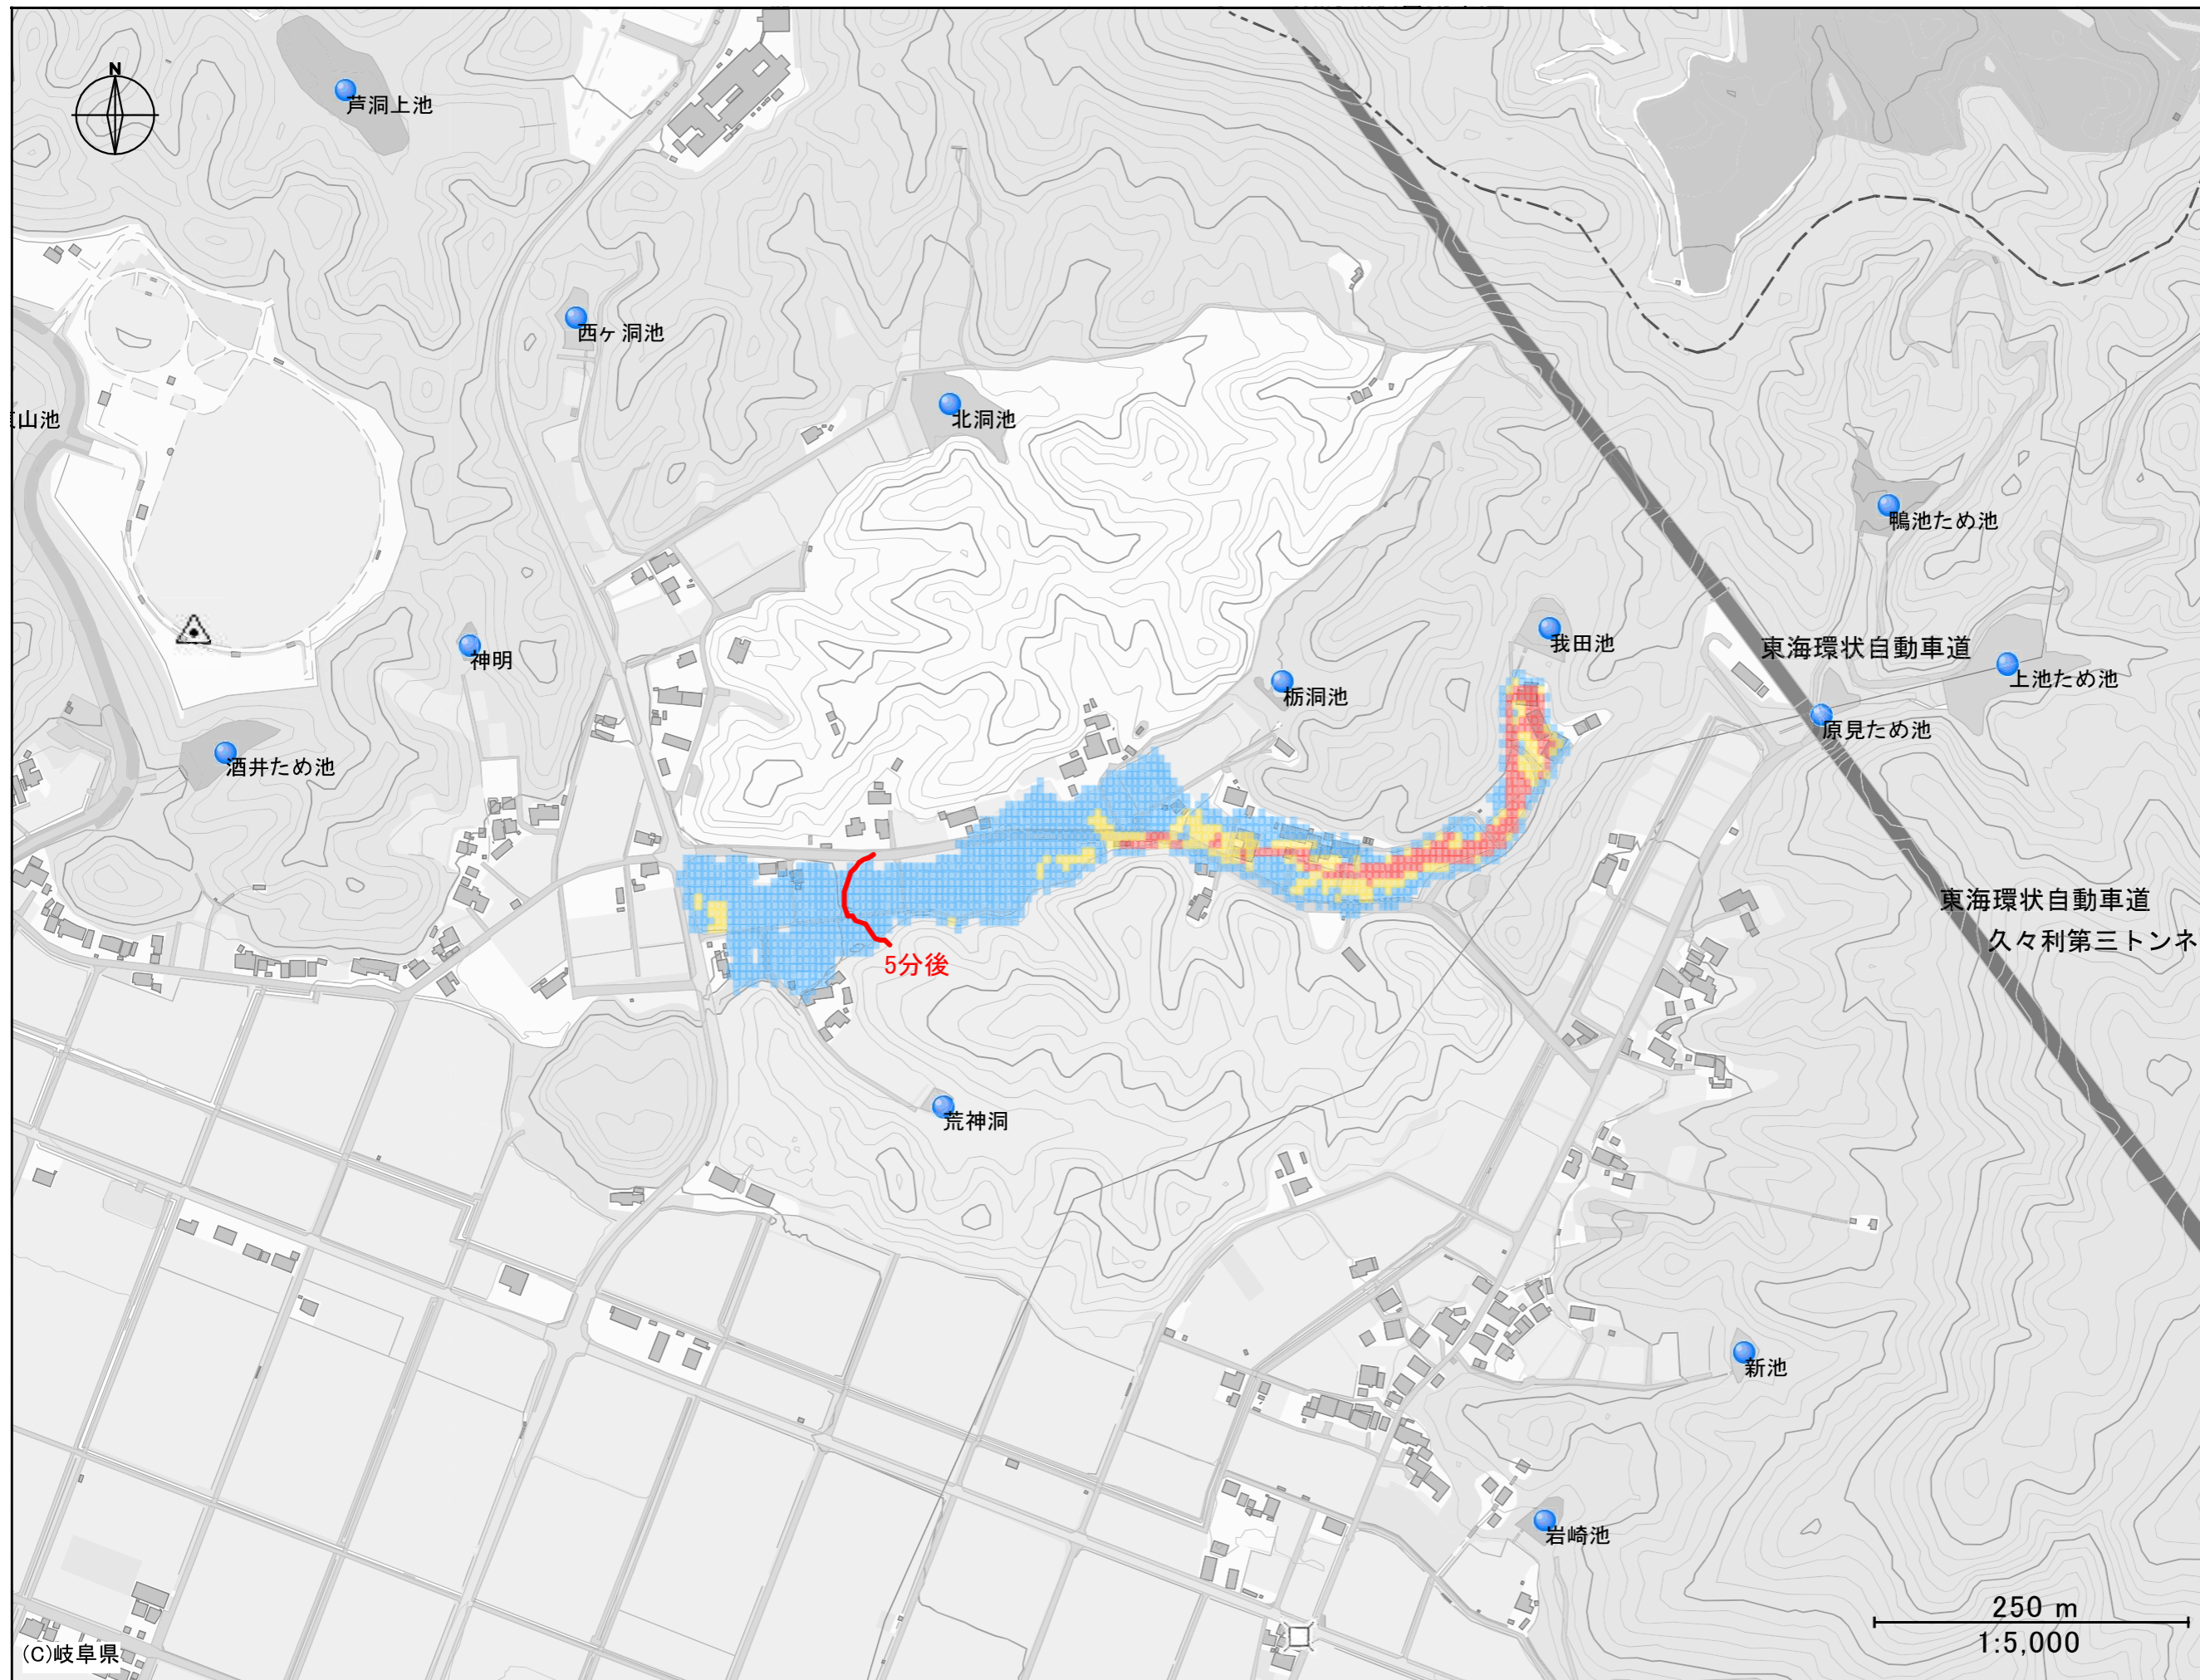 N
芦洞上池
西ヶ洞池
北洞池
山池
鴨池ため池
我田池
神明
東海環状自動車道
上池ため池
栃洞池
原見ため池
酒井ため池
東海環状自動車道
久々利第三トンネ
5分後
荒神洞
新池
岩崎池
250 m
1:5,000
(C)岐阜県